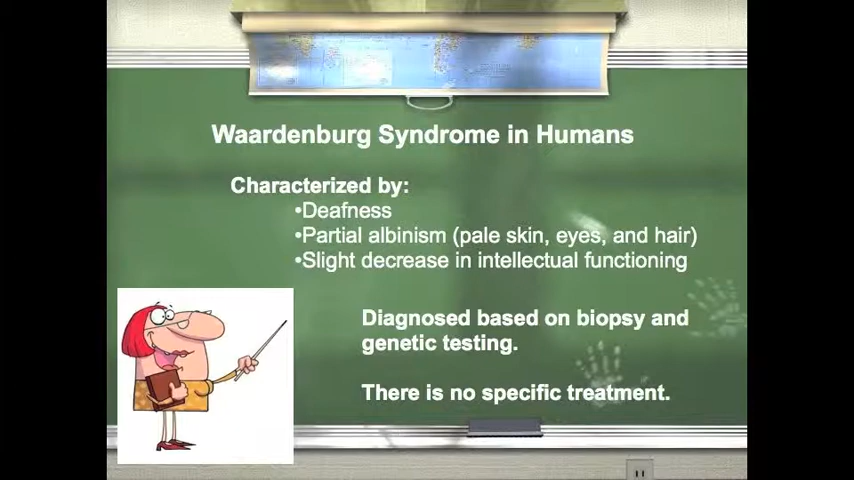 Waardenburg Syndrome in Humans
Characterized by:
•Deafness
•Partial albinism (pale skin, eyes, and hair)
•Slight decrease in intellectual functioning
Diagnosed based on biopsy and
genetic testing.
There is no specific treatment.